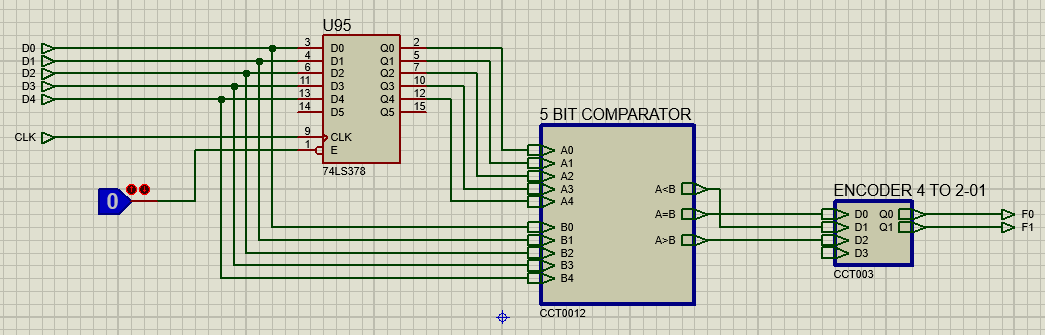 U95
D0 3 D0 Q0 2
D1 4 D1 Q1 5
D2 6 D2 Q2 7
D3 11 D3 Q3 10
D4 13 D4 Q4 12
14 D5 Q5 15
5 BIT COMPARATOR
CLK 9 CLK
1 E
A0
A1
74LS378
A2
A3 A<B
ENCODER 4 TO 2-01
0
A4
A=B D0 Q0 F0
B0 D1 Q1 F1
B1 A>B D2
B2 D3
B3
CCT003
B4
CCT0012